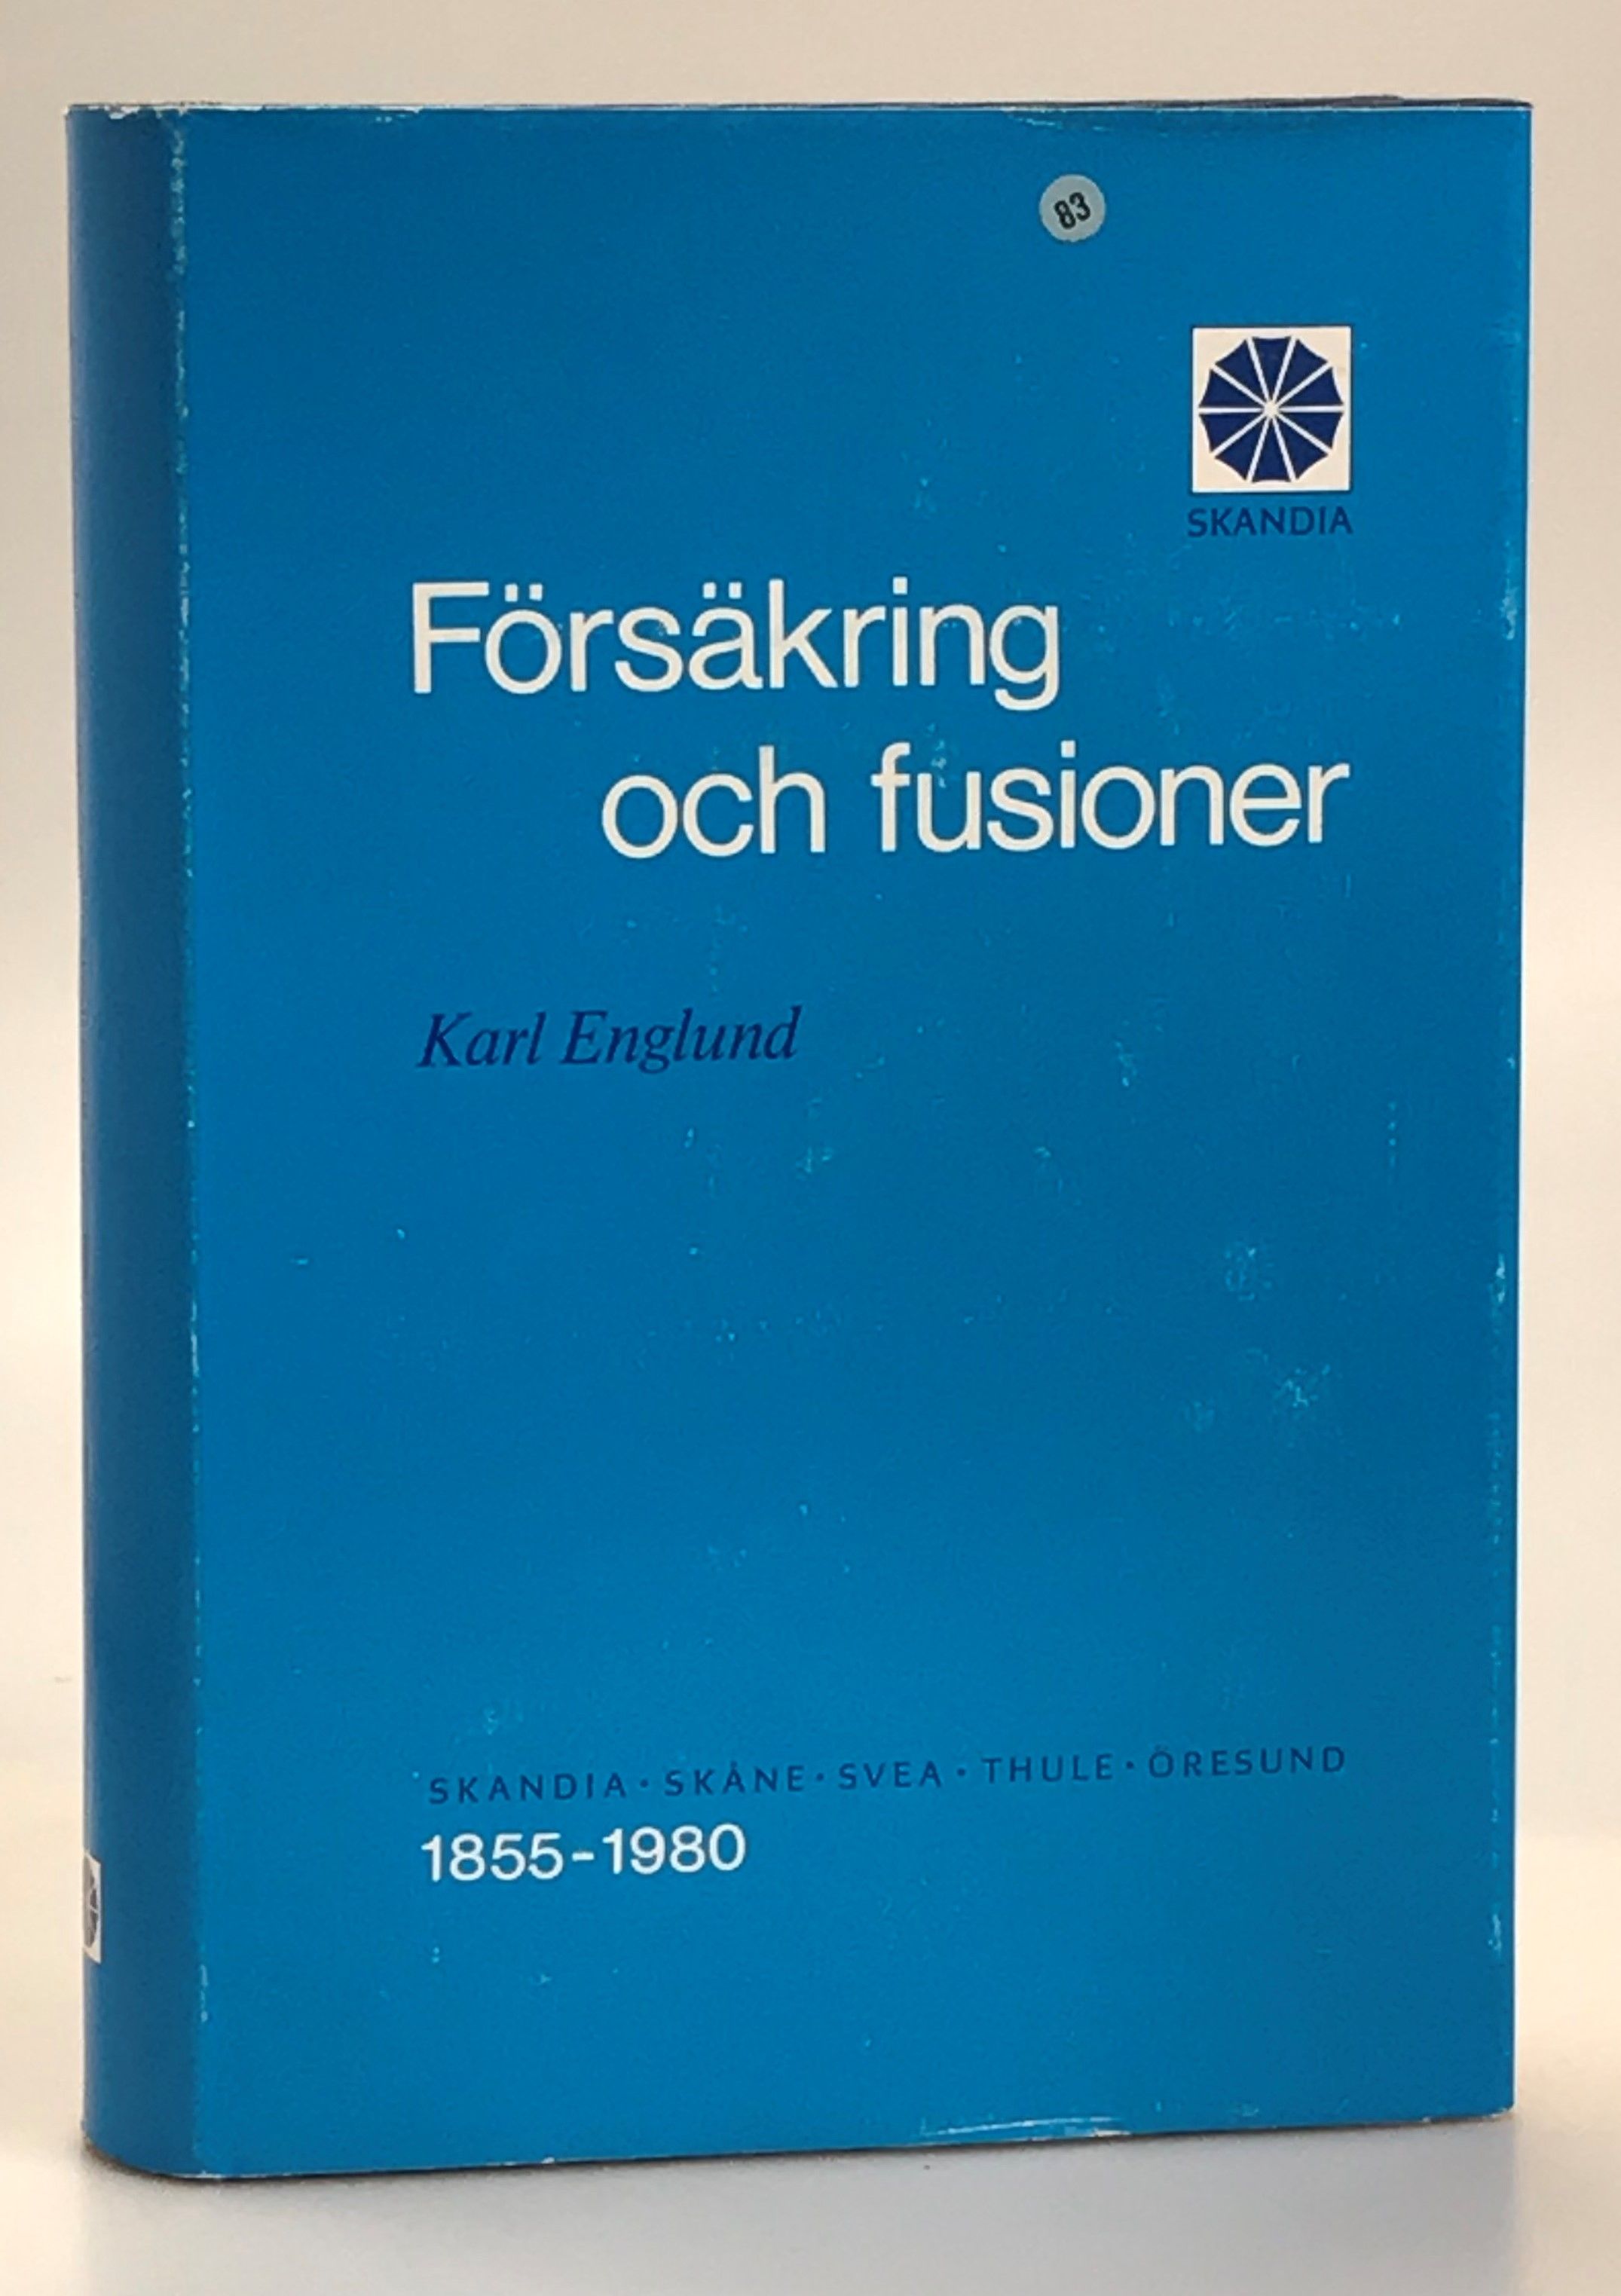 83
SKANDIA
Försäkring
och fusioner
Karl Englund
SKANDIA · SKÅNE · SVEA · THULE · ÖRESUND
1855-1980